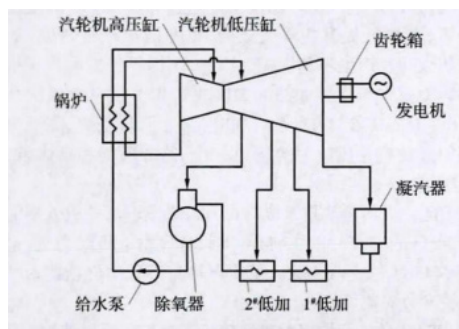 汽轮机高压缸
汽轮机低压缸
齿轮箱
锅炉
发电机
凝汽器
给水泵
除氧器
2#低加
1#低加